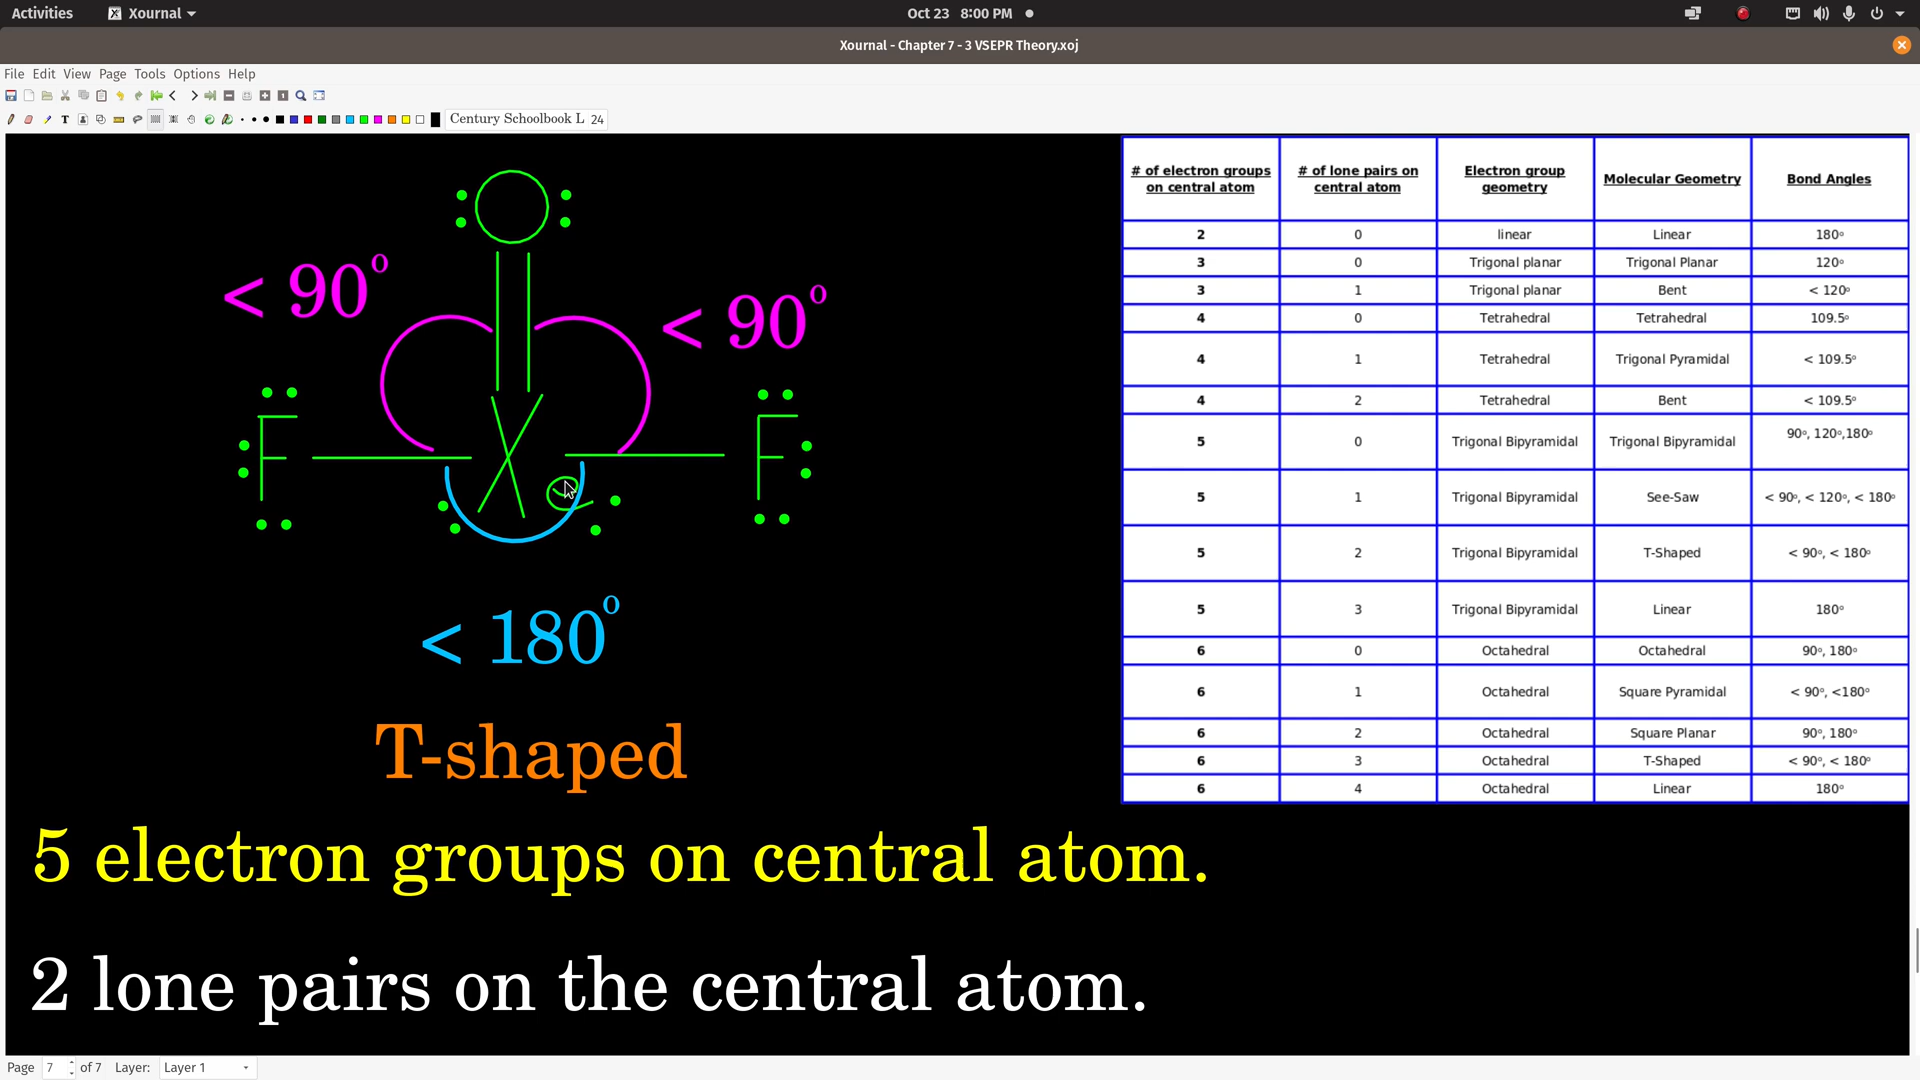 Activities Xournal Oct 23 8:00 PM
Xournal - Chapter 7 - 3 VSEPR Theory.xoj
File Edit View Page Tools Options Help
T 1
Century Schoolbook L 24
O
< 90°
< 90°
F Xe F
< 180°
T-shaped
5 electron groups on central atom.
2 lone pairs on the central atom.
# of electron groups on central atom # of lone pairs on central atom Electron group geometry Molecular Geometry Bond Angles
2 0 linear Linear 180°
3 0 Trigonal planar Trigonal Planar 120°
3 1 Trigonal planar Bent < 120°
4 0 Tetrahedral Tetrahedral 109.5°
4 1 Tetrahedral Trigonal Pyramidal < 109.5°
4 2 Tetrahedral Bent < 109.5°
5 0 Trigonal Bipyramidal Trigonal Bipyramidal 90°, 120°,180°
5 1 Trigonal Bipyramidal See-Saw < 90°, < 120°, < 180°
5 2 Trigonal Bipyramidal T-Shaped < 90°, < 180°
5 3 Trigonal Bipyramidal Linear 180°
6 0 Octahedral Octahedral 90°, 180°
6 1 Octahedral Square Pyramidal < 90°, <180°
6 2 Octahedral Square Planar 90°, 180°
6 3 Octahedral T-Shaped < 90°, < 180°
6 4 Octahedral Linear 180°
Page 7 of 7 Layer: Layer 1